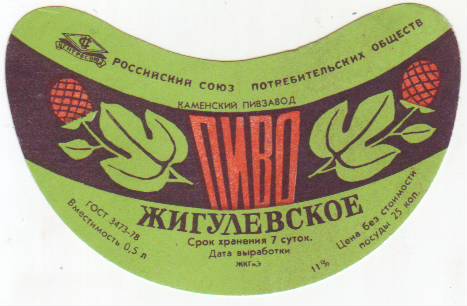 ЦЕНТРОСОЮЗ
РОССИЙСКИЙ СОЮЗ ПОТРЕБИТЕЛЬСКИХ ОБЩЕСТВ
КАМЕНСКИЙ ПИВЗАВОД
ПИВО
ЖИГУЛЕВСКОЕ
ГОСТ 3473-78
Вместимость 0,5 л
Срок хранения 7 суток.
Дата выработки
11%
Цена без стоимости
посуды 25 коп.